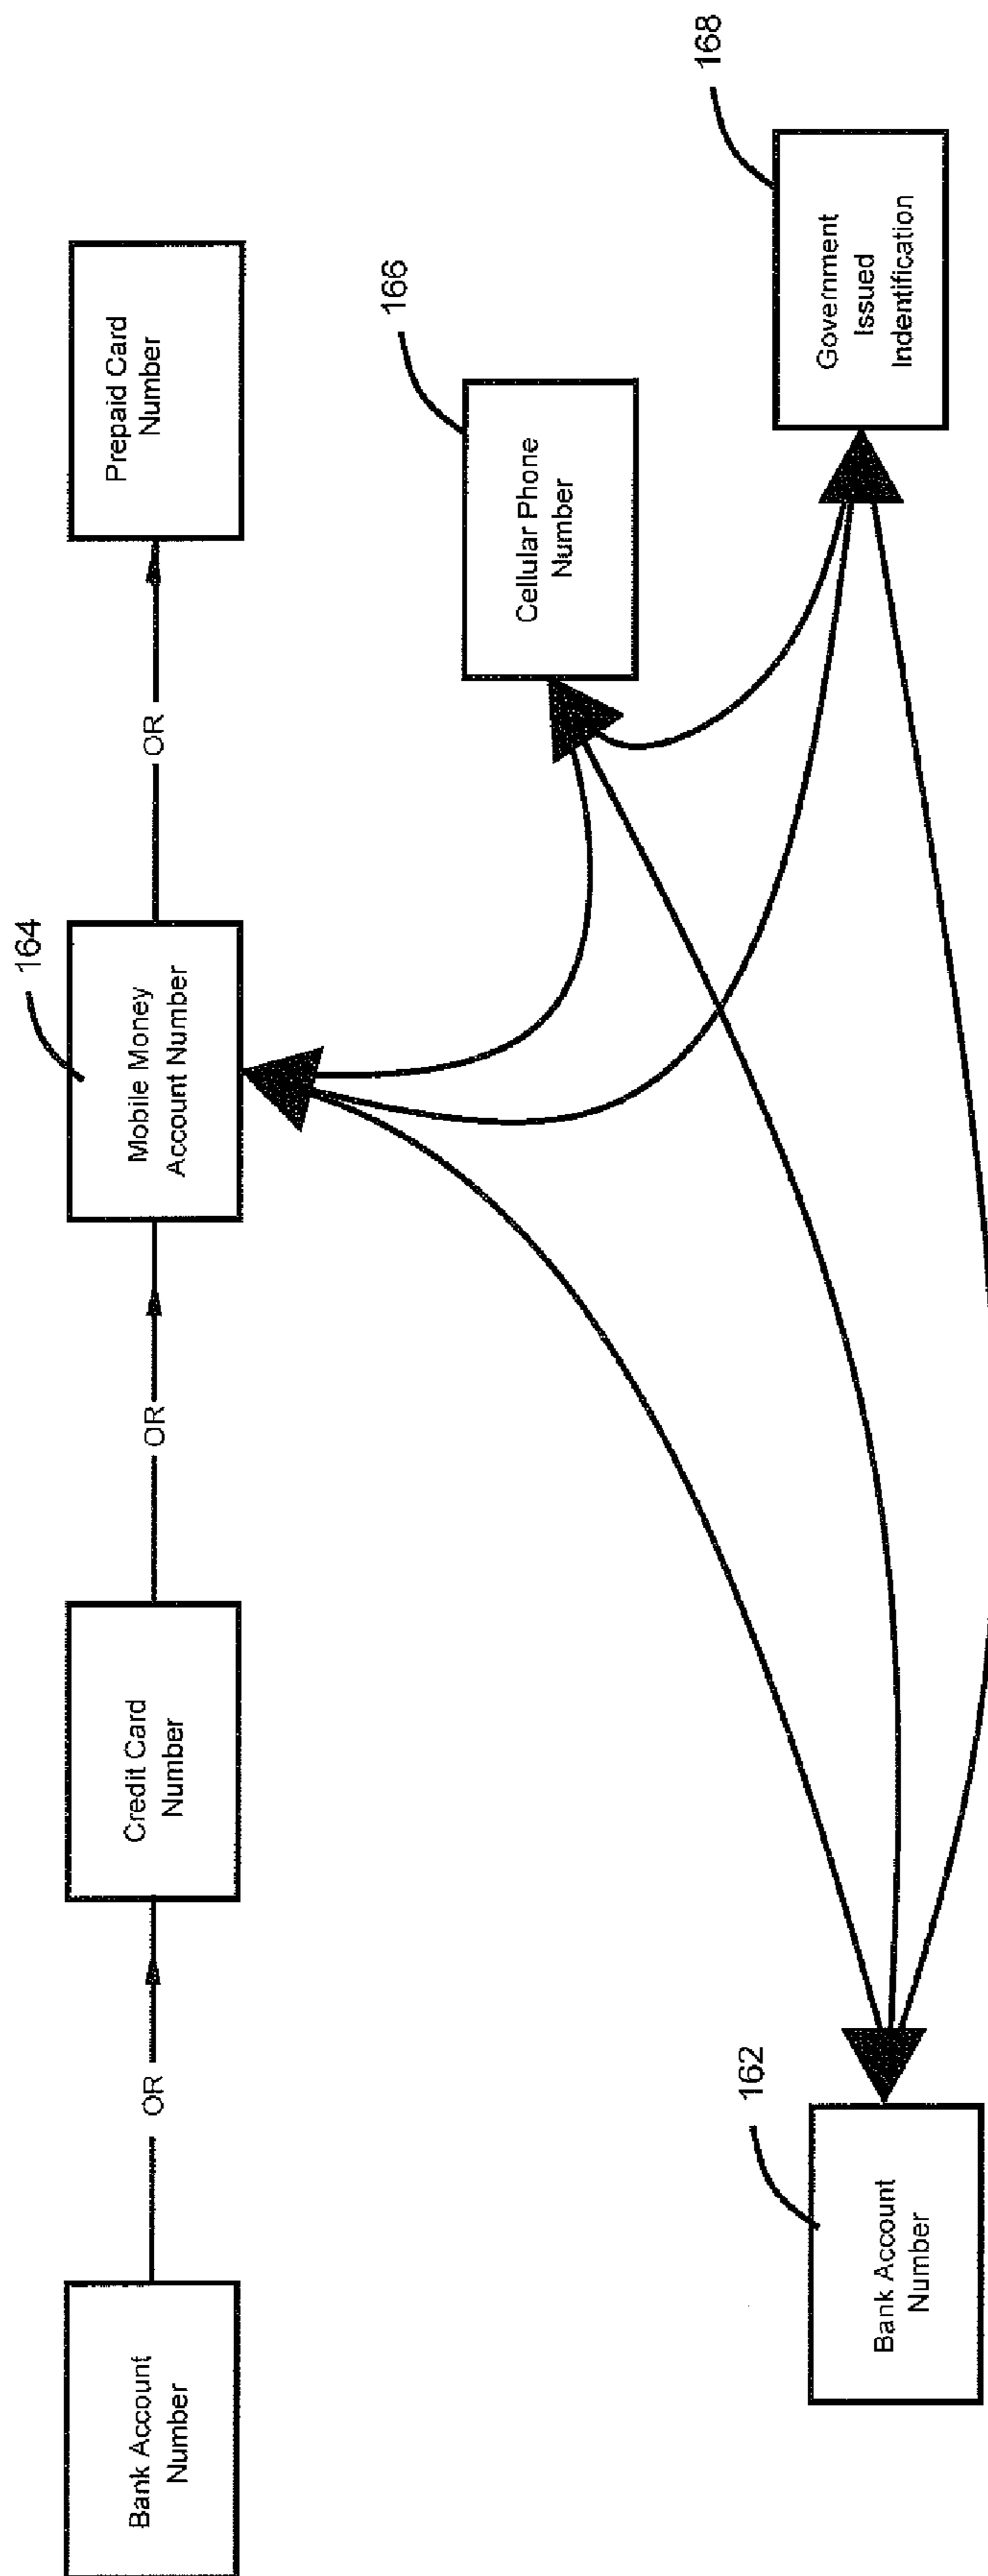 Bank Account
Number
OR
Credit Card
Number
OR
164
Mobile Money
Account Number
OR
Prepaid Card
Number
166
Cellular Phone
Number
168
Government
Issued
Indentification
162
Bank Account
Number